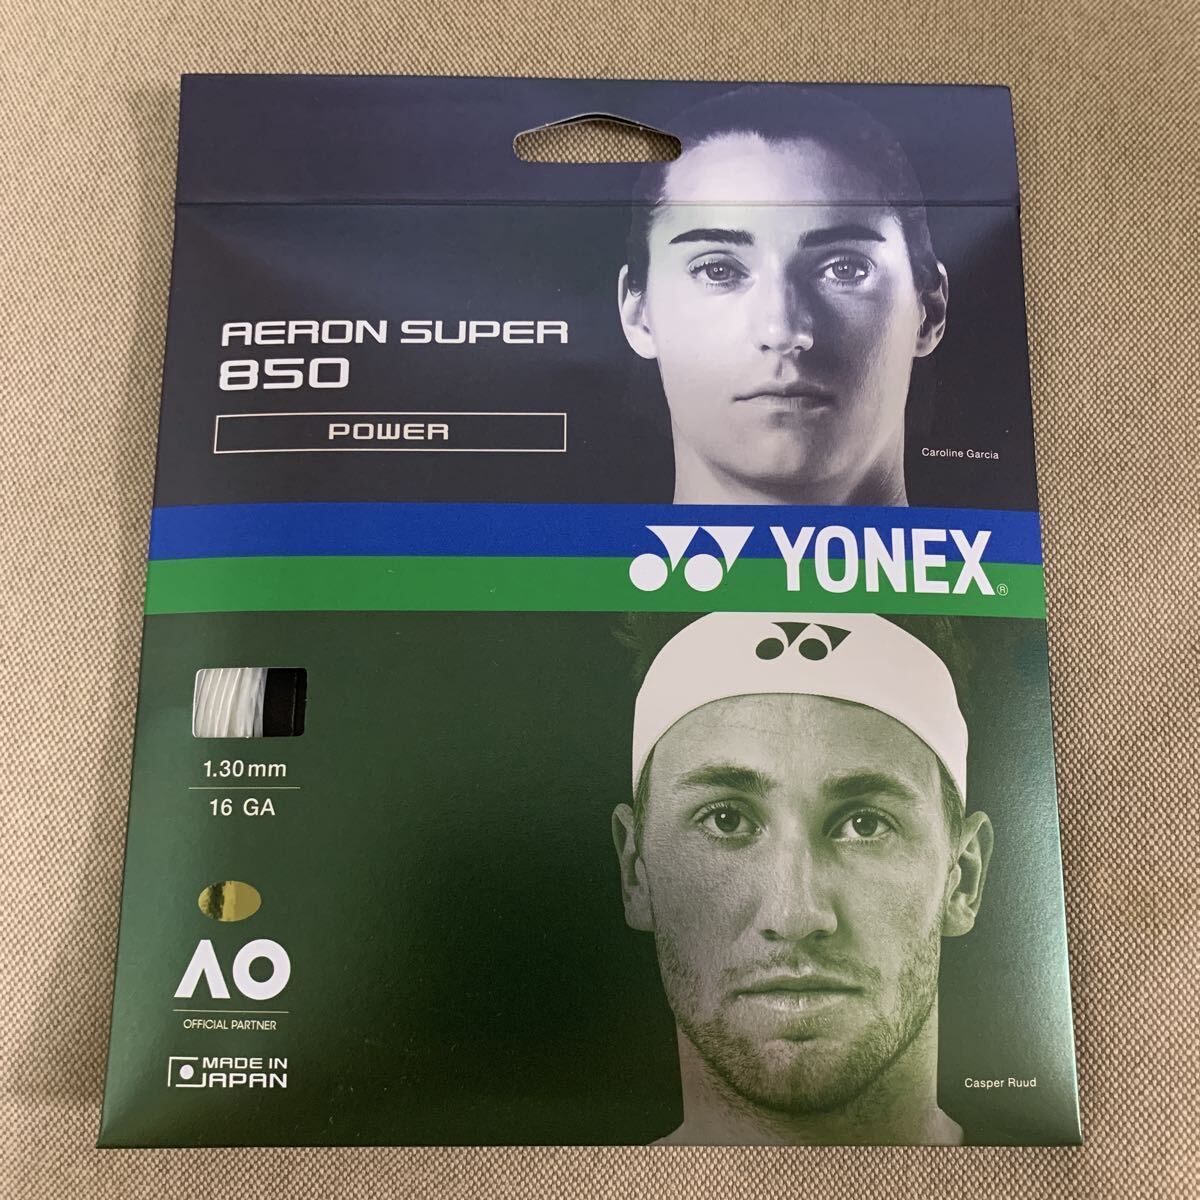 AERON SUPER
850
POWER
Caroline Garcia
YONEX®
1.30mm
16 GA
AO
OFFICIAL PARTNER
MADE IN
JAPAN
Casper Ruud